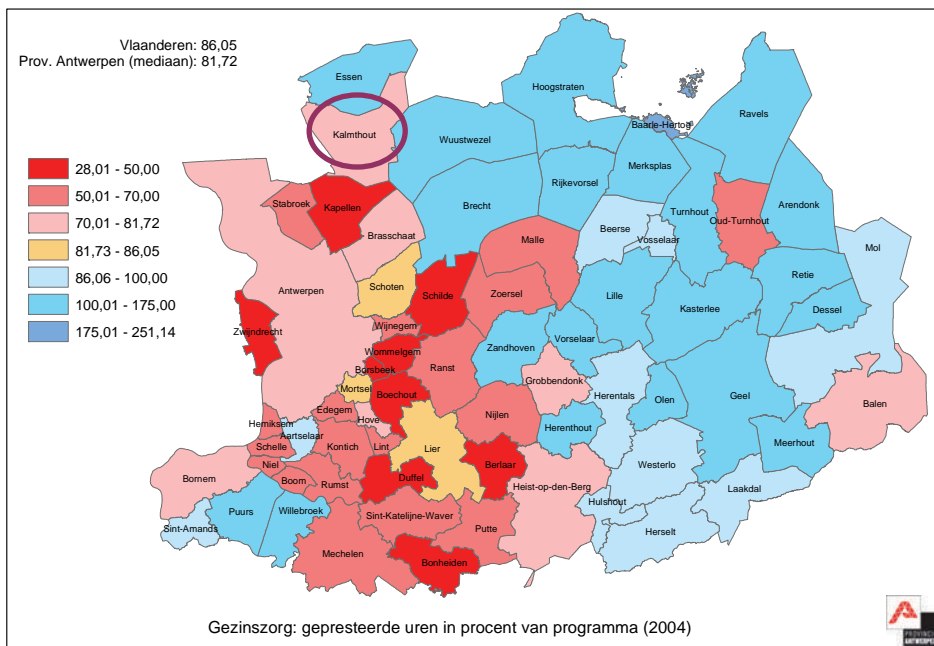 Vlaanderen: 86,05
Prov. Antwerpen (mediaan): 81,72
Essen
Hoogstraten
Ravels
Kalmthout
Baarle-Hertog
Wuustwezel
Merksplas
28,01 - 50,00
50,01 - 70,00
70,01 - 81,72
81,73 - 86,05
86,06 - 100,00
100,01 - 175,00
175,01 - 251,14
Rijkevorsel
Stabroek
Kapellen
Brecht
Turnhout
Arendonk
Oud-Turnhout
Brasschaat
Beerse
Vosselaar
Malle
Mol
Retie
Antwerpen
Schoten
Schilde
Zoersel
Lille
Kasterlee
Dessel
Zwijndrecht
Wijnegem
Wommelgem
Zandhoven
Vorselaar
Borsbeek
Ranst
Mortsel
Boechout
Grobbendonk
Herentals
Olen
Geel
Balen
Edegem
Hove
Nijlen
Hemiksem
Aartselaar
Herenthout
Schelle
Kontich
Lint
Lier
Meerhout
Niel
Berlaar
Westerlo
Bornem
Boom
Rumst
Duffel
Heist-op-den-Berg
Laakdal
Hulshout
Puurs
Willebroek
Sint-Katelijne-Waver
Putte
Sint-Amands
Herselt
Mechelen
Bonheiden
Gezinszorg: gepresteerde uren in procent van programma (2004)
A
PROVINCIE
ANTWERPEN